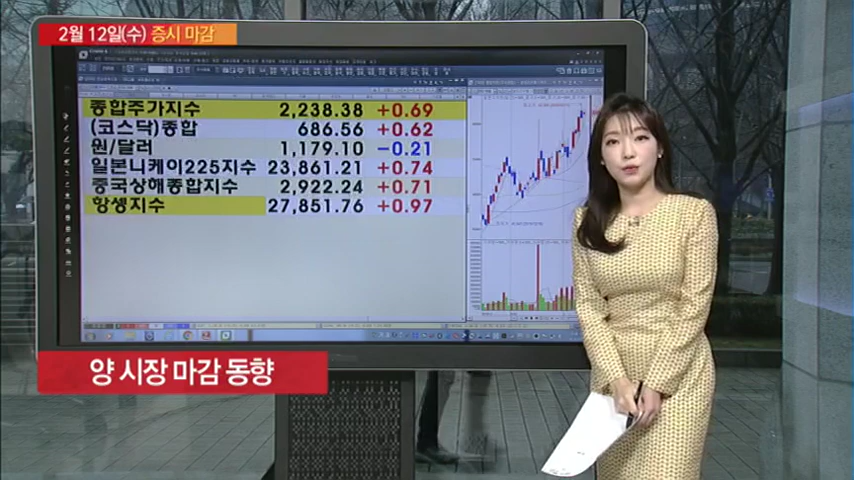 2월 12일(수) 증시 마감
종합주가지수 2,238.38 +0.69
(코스닥)종합 686.56 +0.62
원/달러 1,179.10 -0.21
일본니케이225지수 23,861.21 +0.74
중국상해종합지수 2,922.24 +0.71
항생지수 27,851.76 +0.97
양 시장 마감 동향